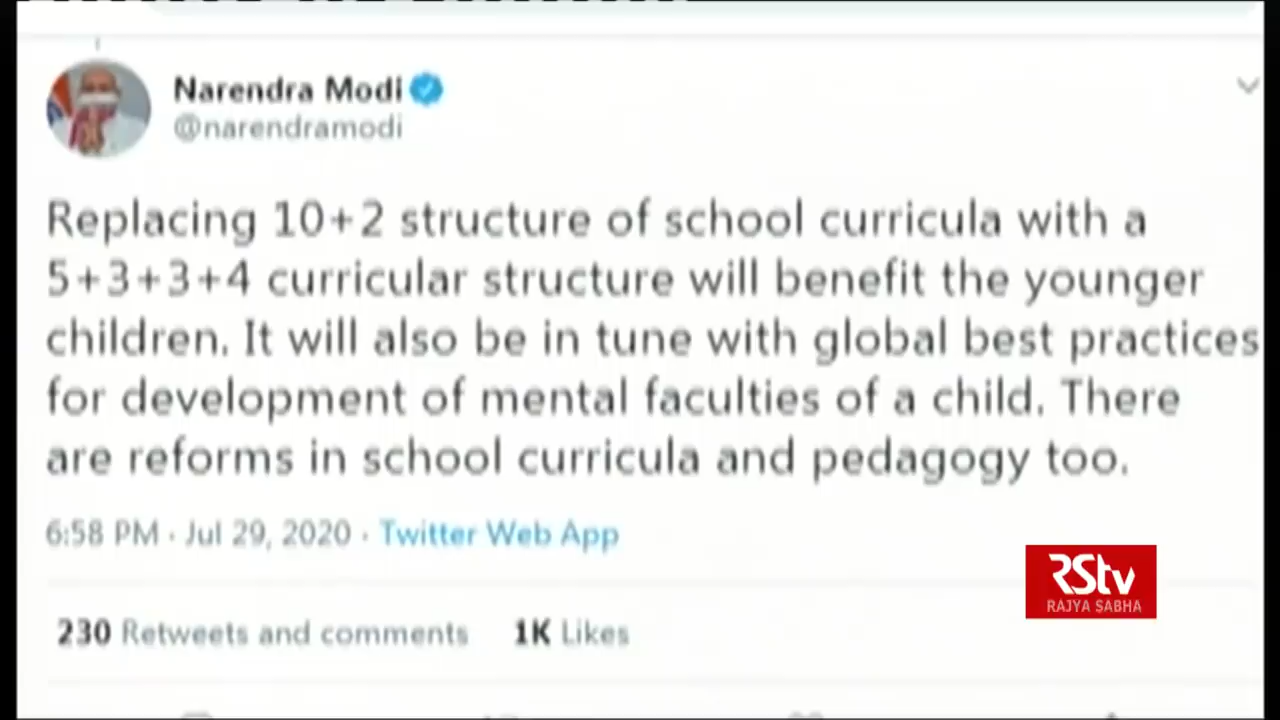 Narendra Modi
@narendramodi
Replacing 10+2 structure of school curricula with a
5+3+3+4 curricular structure will benefit the younger
children. It will also be in tune with global best practices
for development of mental faculties of a child. There
are reforms in school curricula and pedagogy too.
6:58 PM · Jul 29, 2020 · Twitter Web App
RStv
RAJYA SABHA
230 Retweets and comments 1K Likes